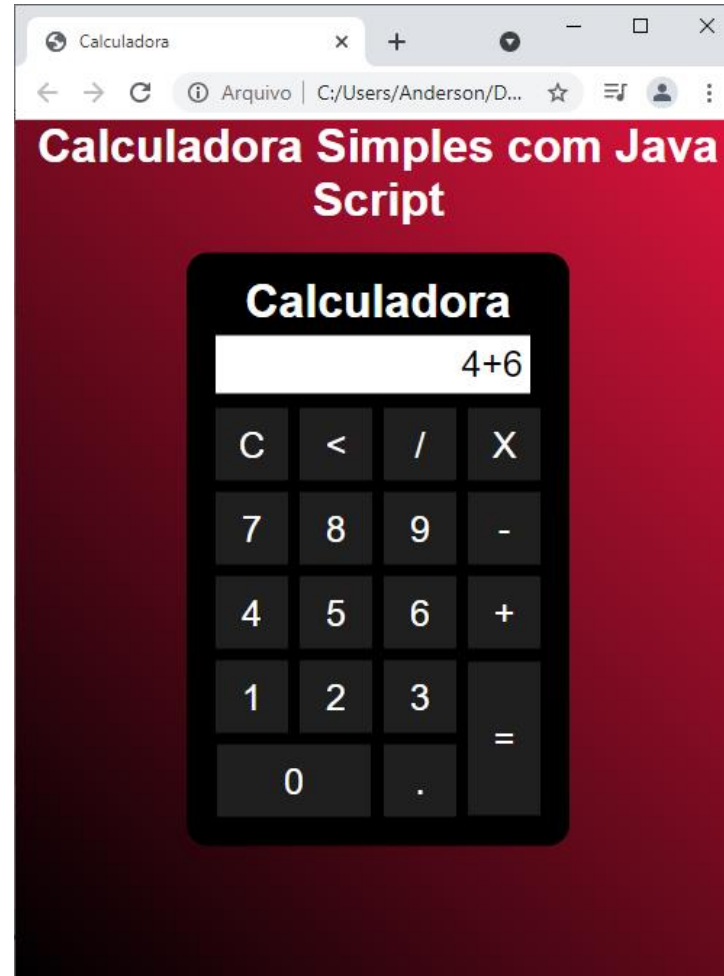 Calculadora
Arquivo | C:/Users/Anderson/D...
Calculadora Simples com Java
Script
Calculadora
4+6
C < / X
7 8 9 -
4 5 6 +
1 2 3
=
0 .